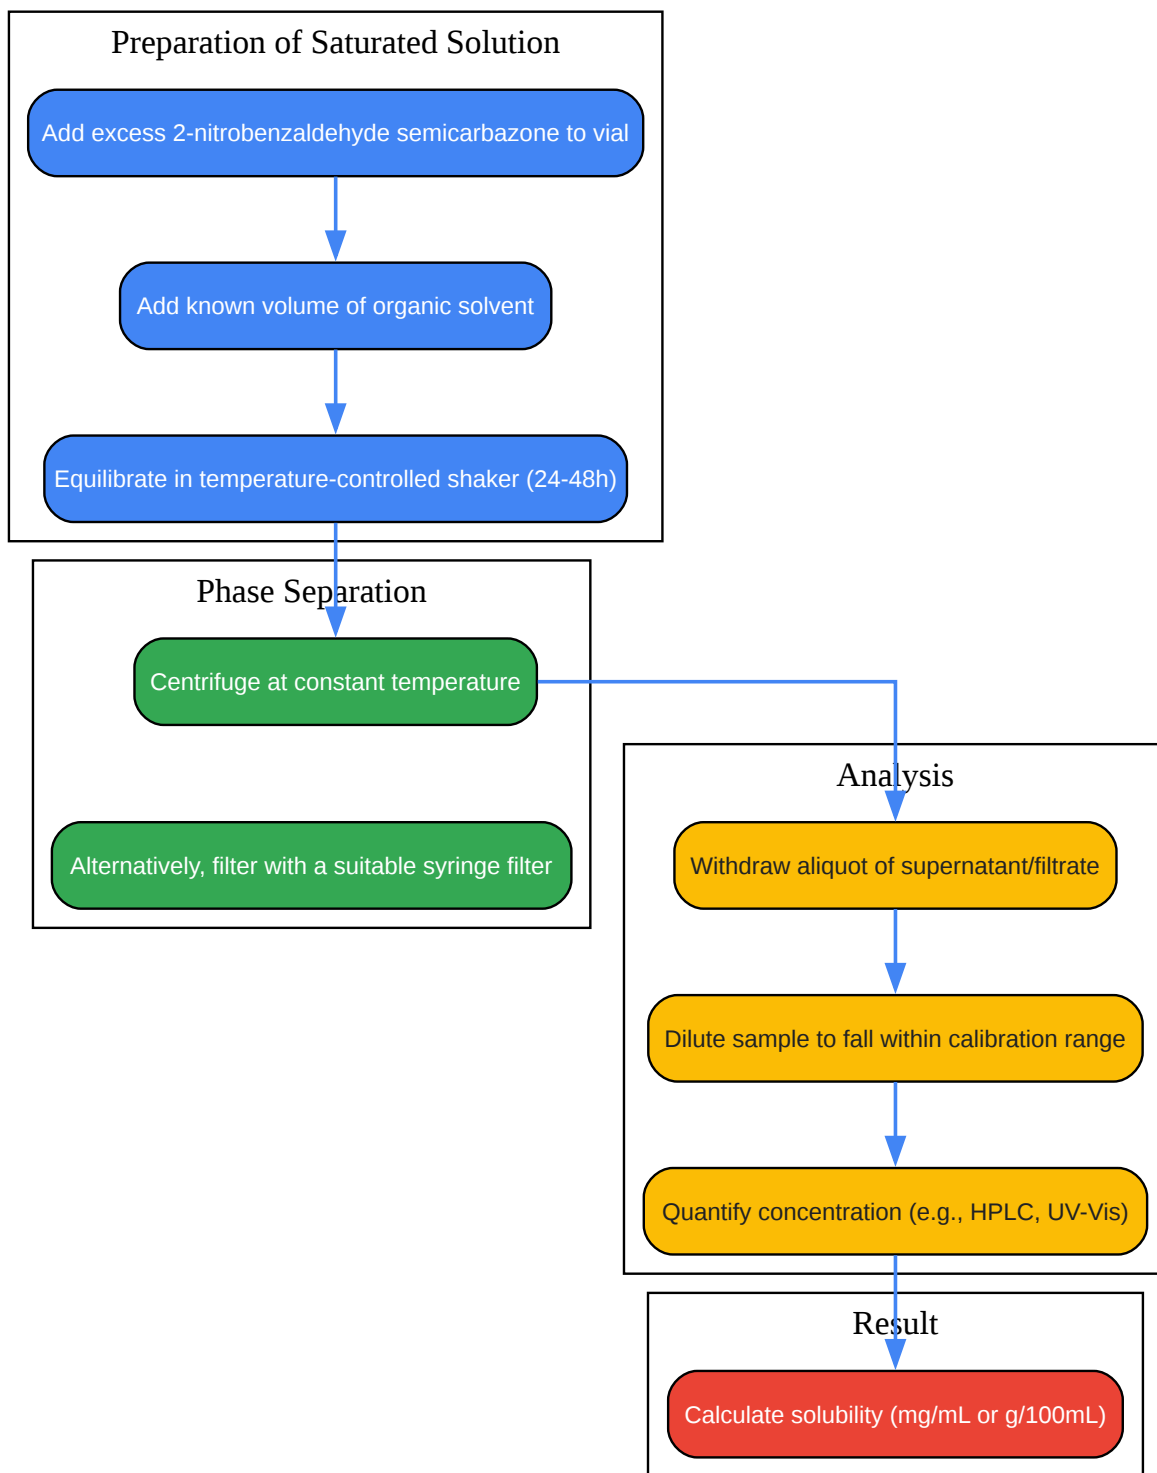 Preparation of Saturated Solution
Add excess 2-nitrobenzaldehyde semicarbazone to vial
Add known volume of organic solvent
Equilibrate in temperature-controlled shaker (24-48h)
Phase Separation
Centrifuge at constant temperature
Alternatively, filter with a suitable syringe filter
Analysis
Withdraw aliquot of supernatant/filtrate
Dilute sample to fall within calibration range
Quantify concentration (e.g., HPLC, UV-Vis)
Result
Calculate solubility (mg/mL or g/100mL)